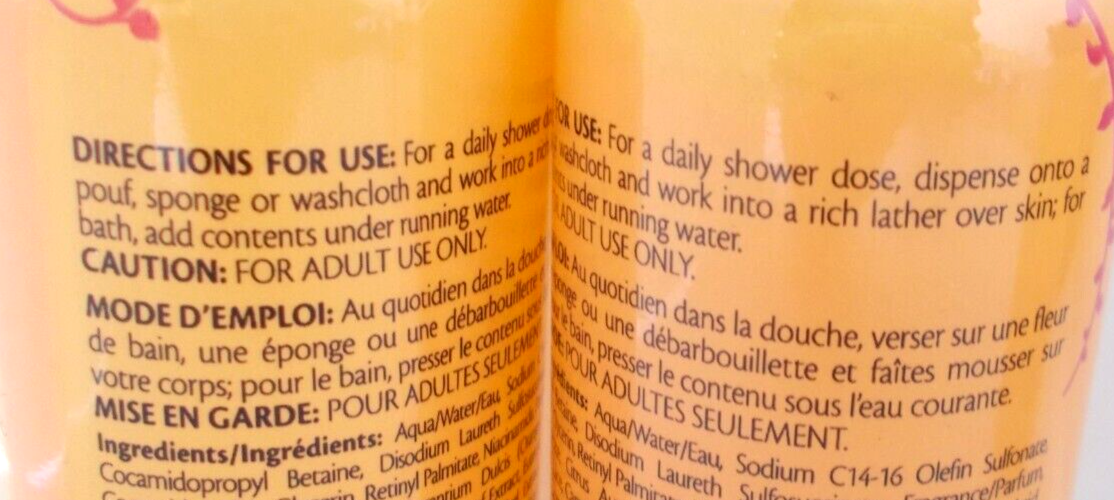 DIRECTIONS FOR USE: For a daily shower
pouf, sponge or washcloth and work into a
bath, add contents under running water.
CAUTION: FOR ADULT USE ONLY.
MODE D'EMPLOI: Au quotidien dans la douche
de bain, une éponge ou une débarbouillette
votre corps; pour le bain, presser le contenu
MISE EN GARDE: POUR ADULTES SEULEMENT
Ingredients/Ingrédients: Aqua/Water/Eau, Sodium
Cocamidopropyl Betaine, Disodium Laureth
Retinyl Palmitate,
FOR USE: For a daily shower dose, dispense onto a
washcloth and work into a rich lather over skin; for
under running water.
ADULT USE ONLY.
Au quotidien dans la douche, verser sur une fleur
ou une débarbouillette et faîtes mousser sur
le bain, presser le contenu sous l'eau courante.
POUR ADULTES SEULEMENT.
Aqua/Water/Eau, Sodium C14-16 Olefin Sulfonate,
Disodium Laureth Fragrance/Parfum,
Retinyl